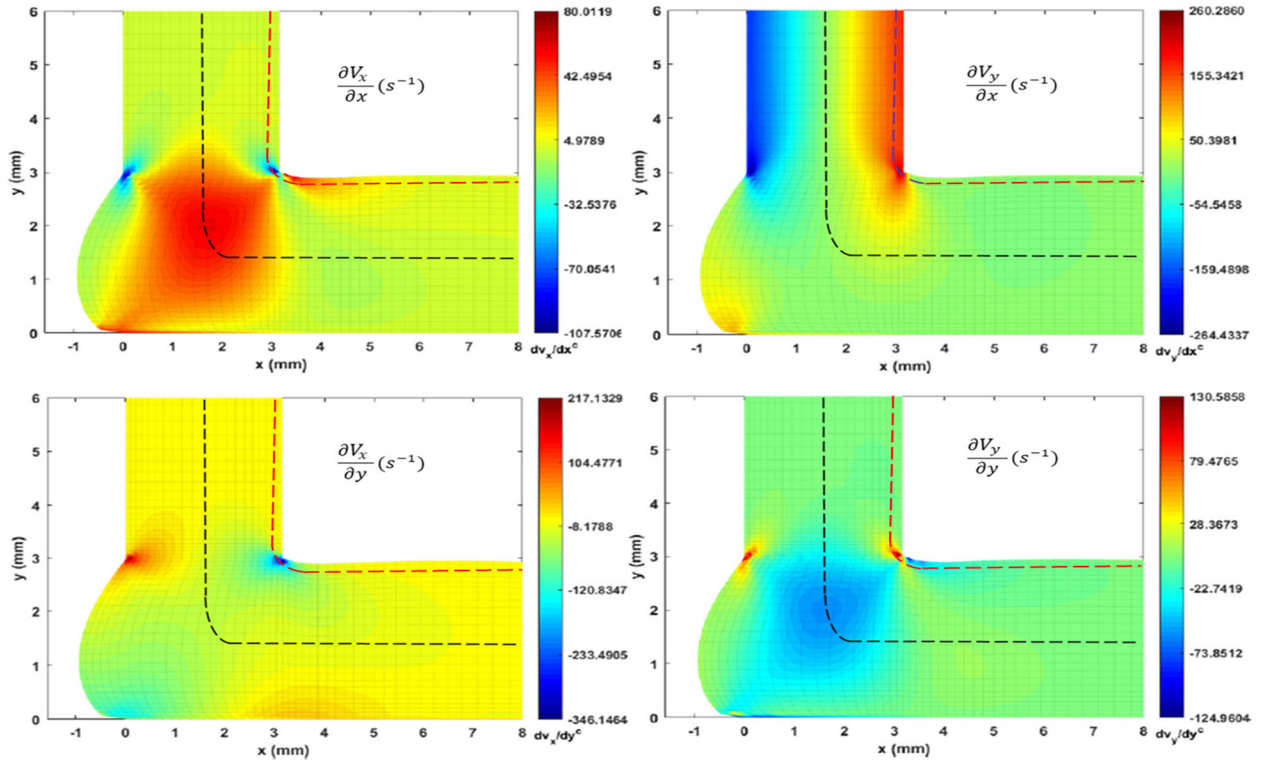 ∂Vx/∂x (s⁻¹)
y (mm)
6
5
4
3
2
1
0
-1 0 1 2 3 4 5 6 7 8
x (mm)
80.0119
42.4954
4.9789
-32.5376
-70.0541
-107.5706
dvx/dx^c
∂Vy/∂x (s⁻¹)
y (mm)
6
5
4
3
2
1
0
-1 0 1 2 3 4 5 6 7 8
x (mm)
260.2860
155.3421
50.3981
-54.5458
-159.4898
-264.4337
dvy/dx^c
∂Vx/∂y (s⁻¹)
y (mm)
6
5
4
3
2
1
0
-1 0 1 2 3 4 5 6 7 8
x (mm)
217.1329
104.4771
-8.1788
-120.8347
-233.4905
-346.1464
dvx/dy^c
∂Vy/∂y (s⁻¹)
y (mm)
6
5
4
3
2
1
0
-1 0 1 2 3 4 5 6 7 8
x (mm)
130.5858
79.4765
28.3673
-22.7419
-73.8512
-124.9604
dvy/dy^c